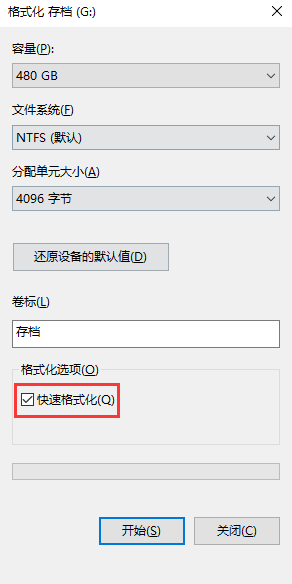 格式化 存档 (G:)
容量(P):
480 GB
文件系统(F)
NTFS (默认)
分配单元大小(A)
4096 字节
还原设备的默认值(D)
卷标(L)
存档
格式化选项(O)
快速格式化(Q)
开始(S)
关闭(C)